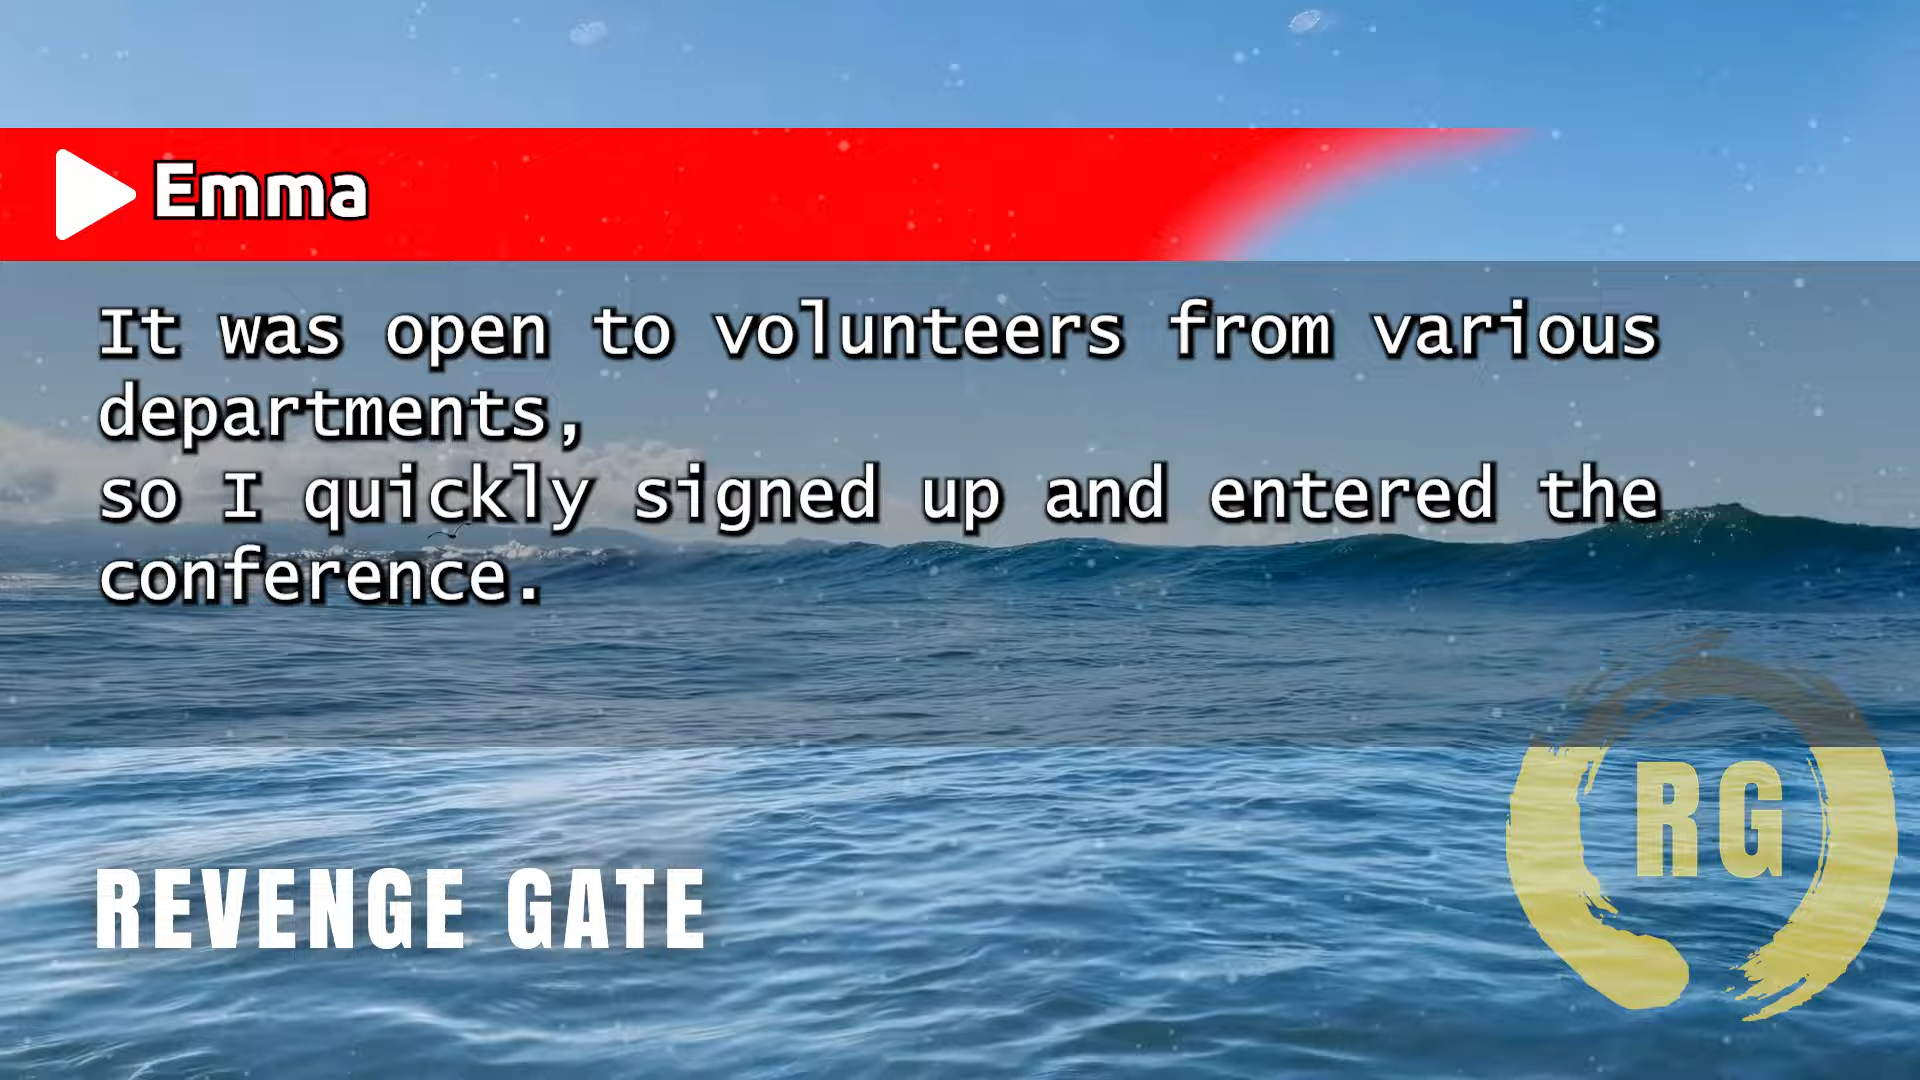 Emma
It was open to volunteers from various
departments,
so I quickly signed up and entered the
conference.
RG
REVENGE GATE